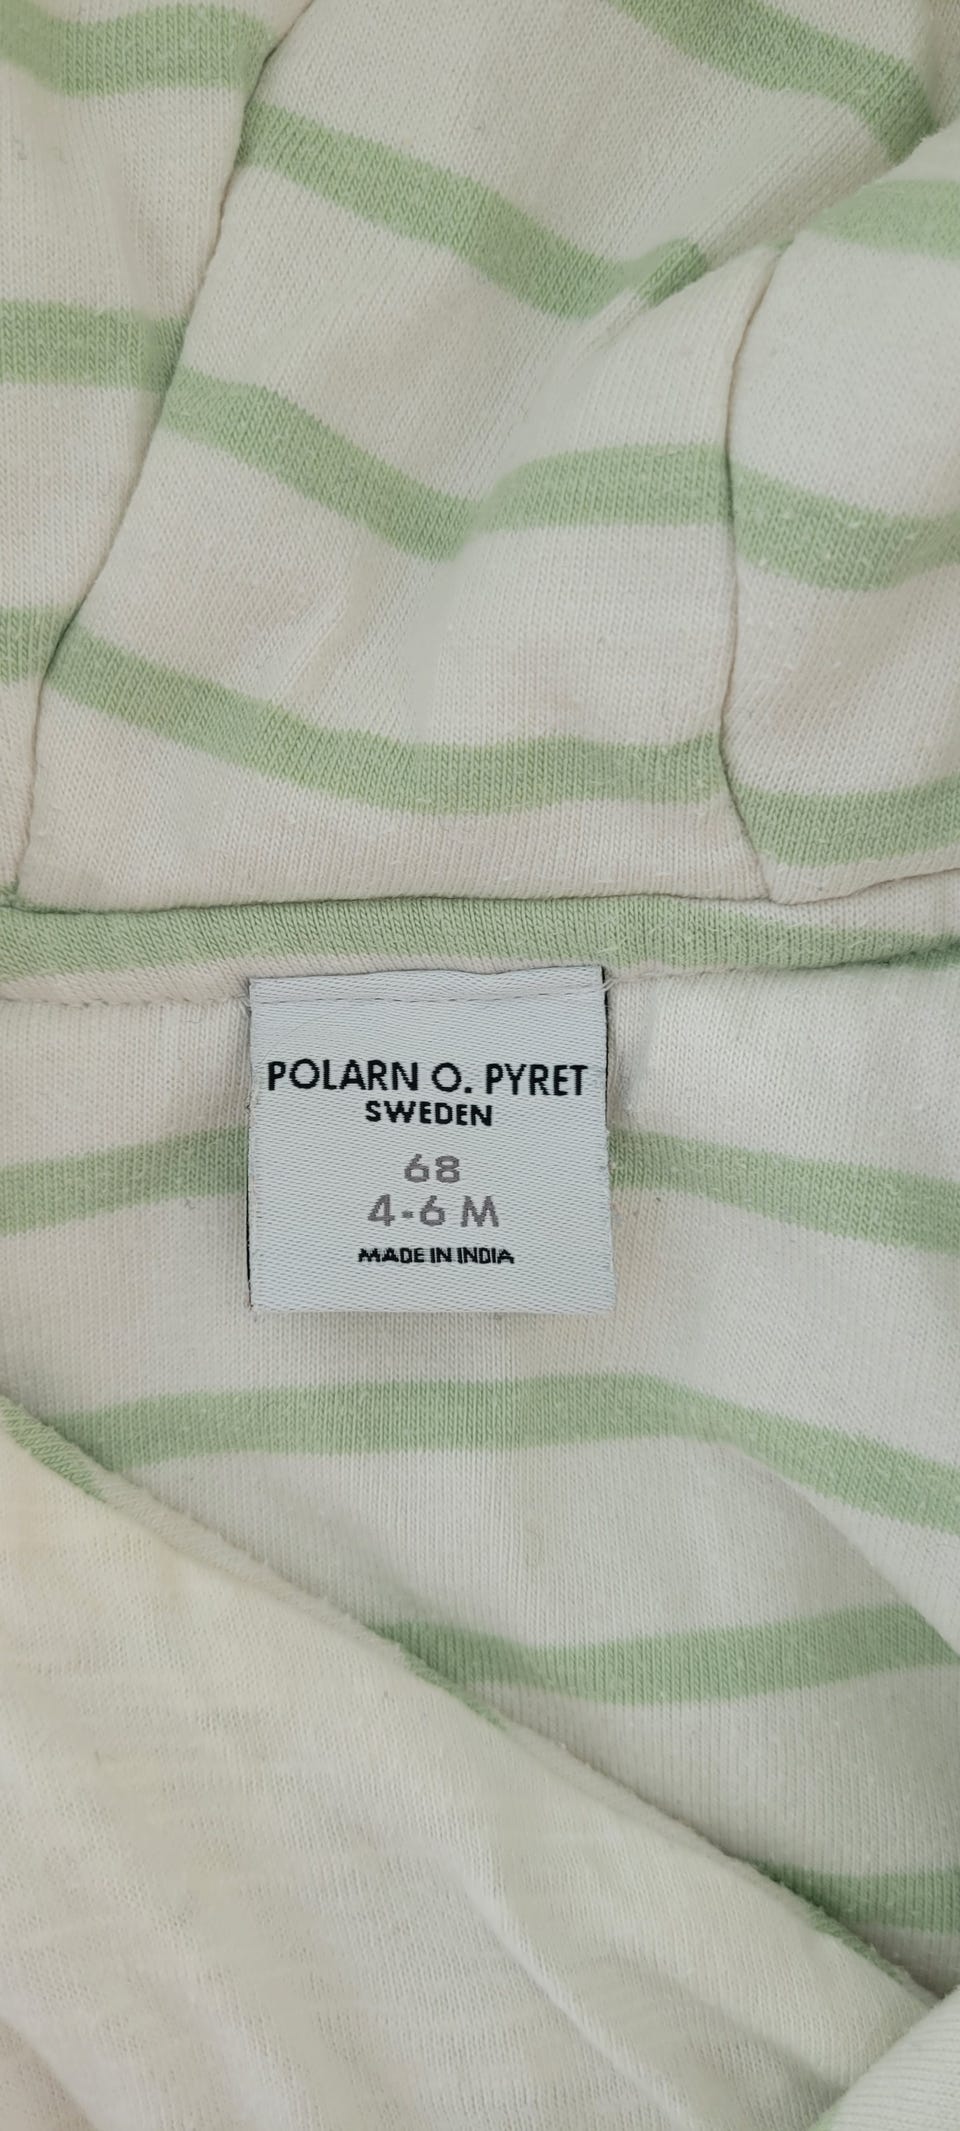 POLARN O. PYRET
SWEDEN
68
4-6 M
MADE IN INDIA